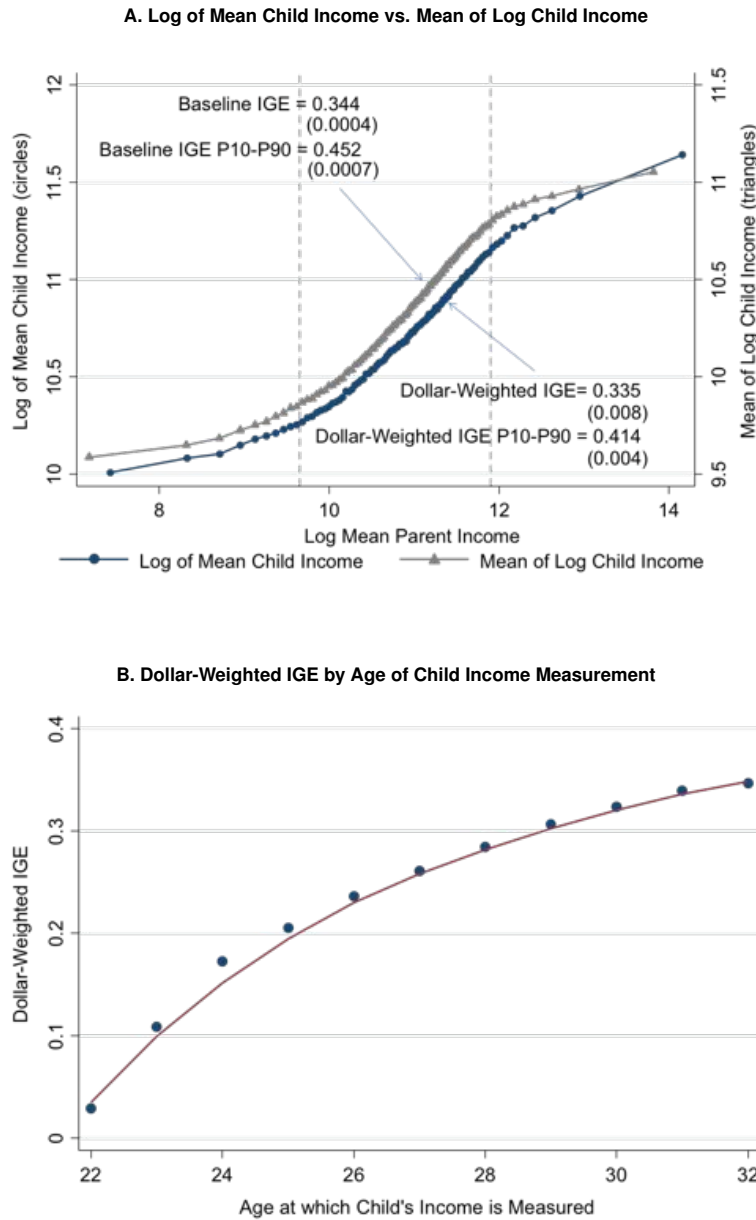 A. Log of Mean Child Income vs. Mean of Log Child Income
Log of Mean Child Income (circles)
12
11.5
11
10.5
10
Baseline IGE = 0.344
(0.0004)
Baseline IGE P10-P90 = 0.452
(0.0007)
Dollar-Weighted IGE= 0.335
(0.008)
Dollar-Weighted IGE P10-P90 = 0.414
(0.004)
11.5
11
10.5
10
9.5
Mean of Log Child Income (triangles)
8 10 12 14
Log Mean Parent Income
Log of Mean Child Income Mean of Log Child Income
B. Dollar-Weighted IGE by Age of Child Income Measurement
Dollar-Weighted IGE
0.4
0.3
0.2
0.1
0
22 24 26 28 30 32
Age at which Child's Income is Measured